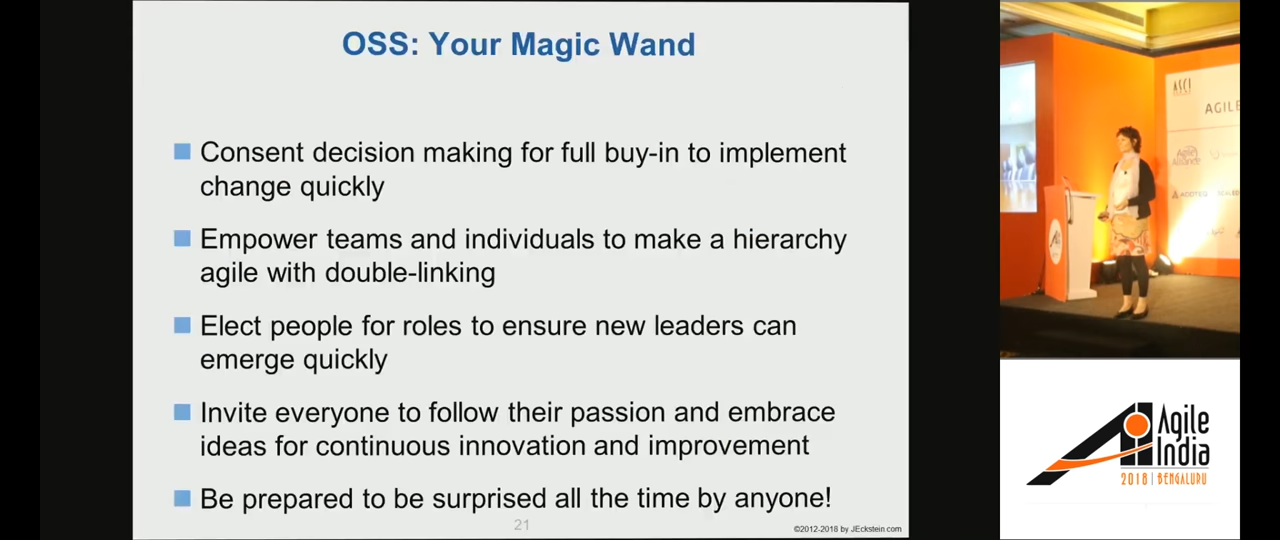 OSS: Your Magic Wand
Consent decision making for full buy-in to implement
change quickly
Empower teams and individuals to make a hierarchy
agile with double-linking
Elect people for roles to ensure new leaders can
emerge quickly
Invite everyone to follow their passion and embrace
ideas for continuous innovation and improvement
Be prepared to be surprised all the time by anyone!
21
©2012-2018 by JEckstein.com
ASCI
AGILE
Agile
Alliance
Agile
India
2018 | BENGALURU